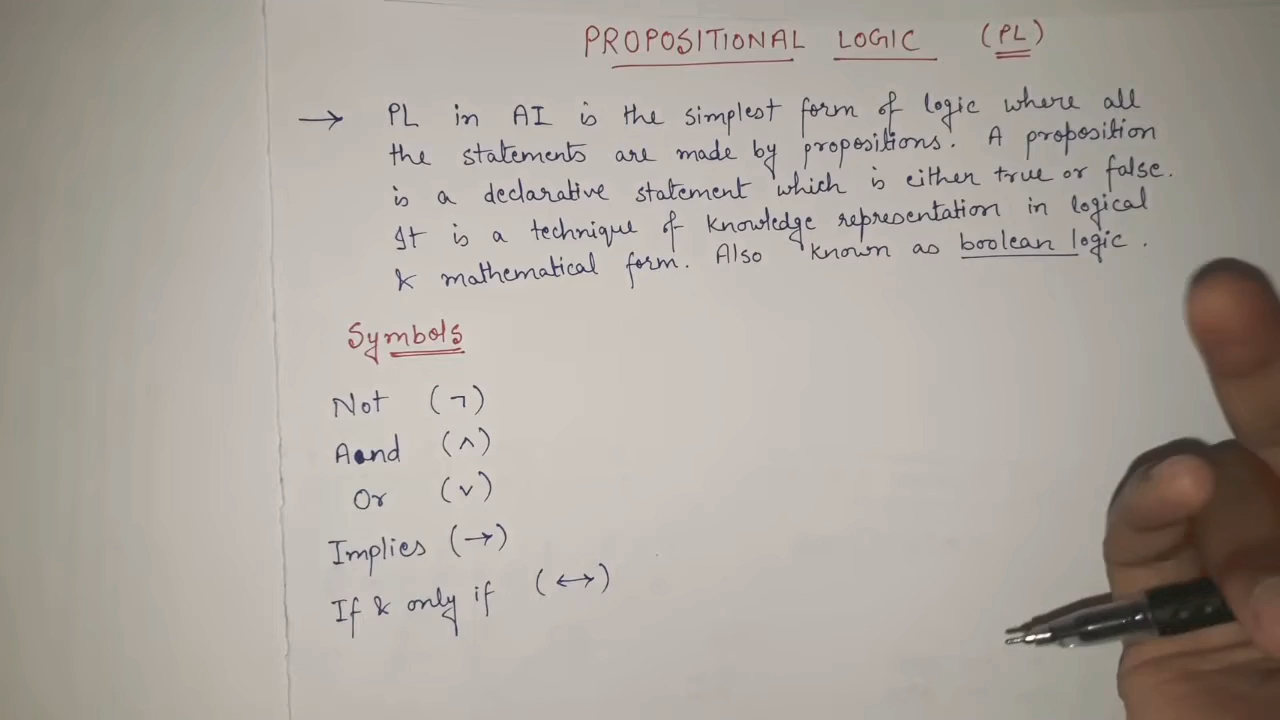 PROPOSITIONAL LOGIC (PL)
→ PL in AI is the simplest form of logic where all
the statements are made by propositions. A proposition
is a declarative statement which is either true or false.
It is a technique of knowledge representation in logical
& mathematical form. Also known as boolean logic.
Symbols
Not (¬)
And (∧)
Or (∨)
Implies (→)
If & only if (↔)